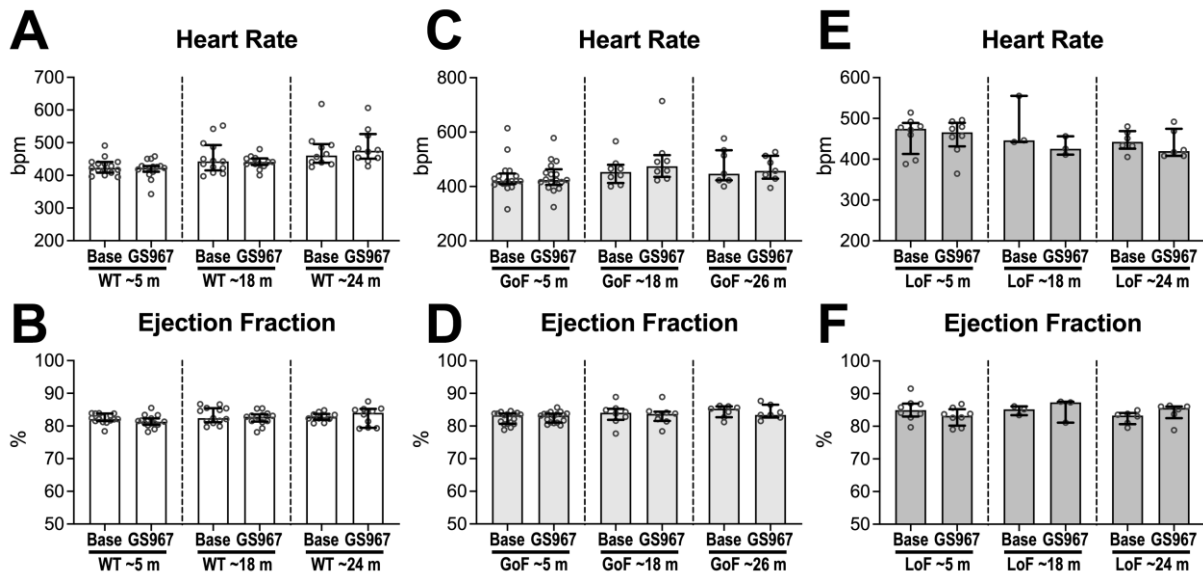 A
Heart Rate
bpm
700
600
500
400
300
200
Base GS967 Base GS967 Base GS967
WT ~5 m WT ~18 m WT ~24 m
C
Heart Rate
bpm
800
600
400
200
Base GS967 Base GS967 Base GS967
GoF ~5 m GoF ~18 m GoF ~26 m
E
Heart Rate
bpm
600
500
400
300
200
Base GS967 Base GS967 Base GS967
LoF ~5 m LoF ~18 m LoF ~24 m
B
Ejection Fraction
%
100
90
80
70
60
50
Base GS967 Base GS967 Base GS967
WT ~5 m WT ~18 m WT ~24 m
D
Ejection Fraction
%
100
90
80
70
60
50
Base GS967 Base GS967 Base GS967
GoF ~5 m GoF ~18 m GoF ~26 m
F
Ejection Fraction
%
100
90
80
70
60
50
Base GS967 Base GS967 Base GS967
LoF ~5 m LoF ~18 m LoF ~24 m